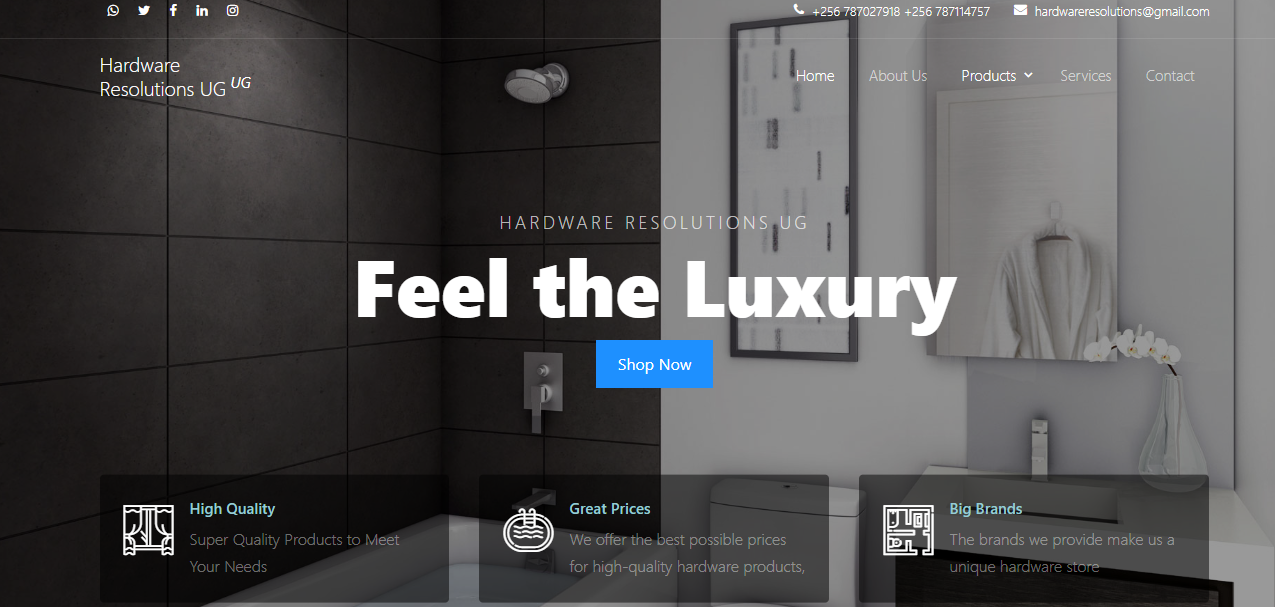 +256 787027918 +256 787114757 hardwareresolutions@gmail.com
Hardware
Resolutions UG UG
Home About Us Products Services Contact
HARDWARE RESOLUTIONS UG
Feel the Luxury
Shop Now
High Quality
Super Quality Products to Meet
Your Needs
Great Prices
We offer the best possible prices
for high-quality hardware products,
Big Brands
The brands we provide make us a
unique hardware store